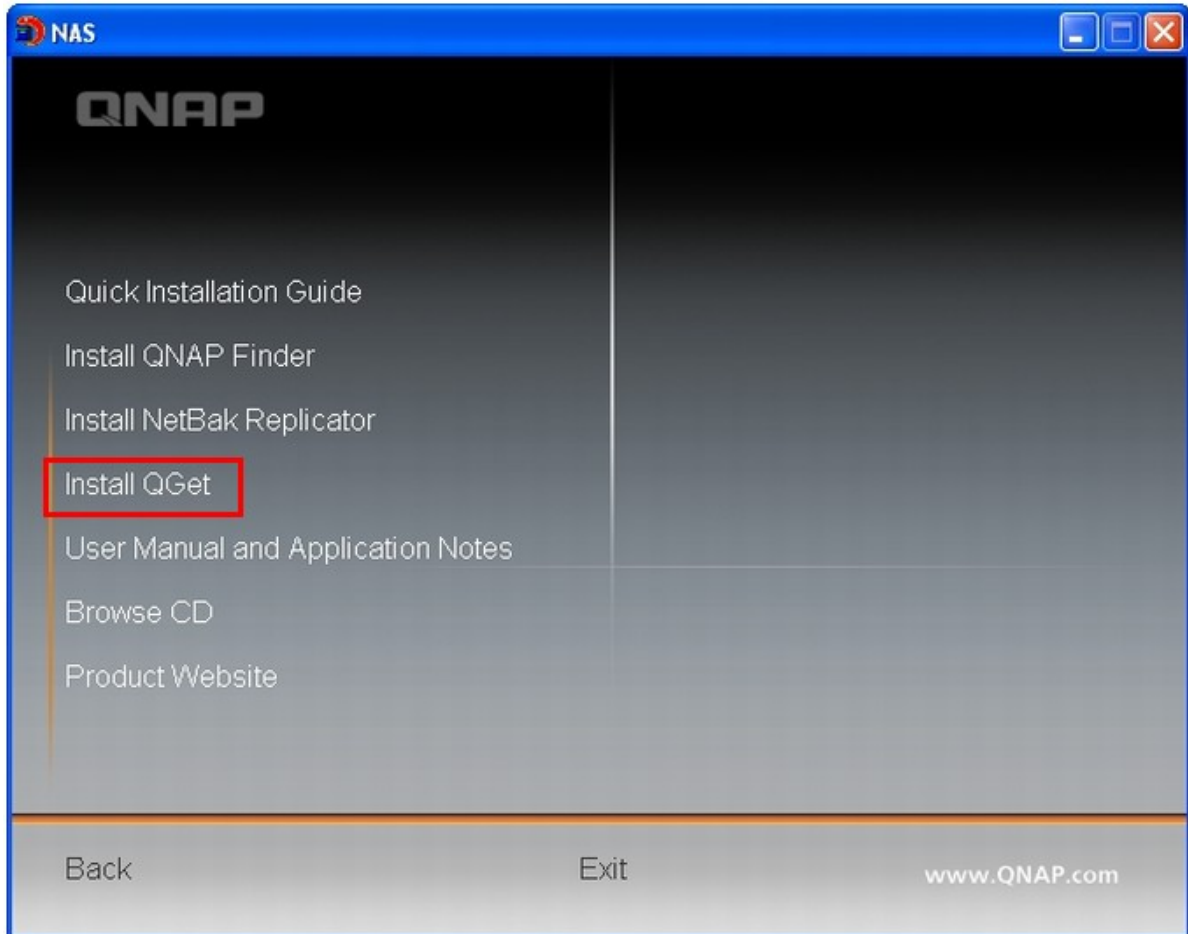 NAS
QNAP
Quick Installation Guide
Install QNAP Finder
Install NetBak Replicator
Install QGet
User Manual and Application Notes
Browse CD
Product Website
Back
Exit
www.QNAP.com